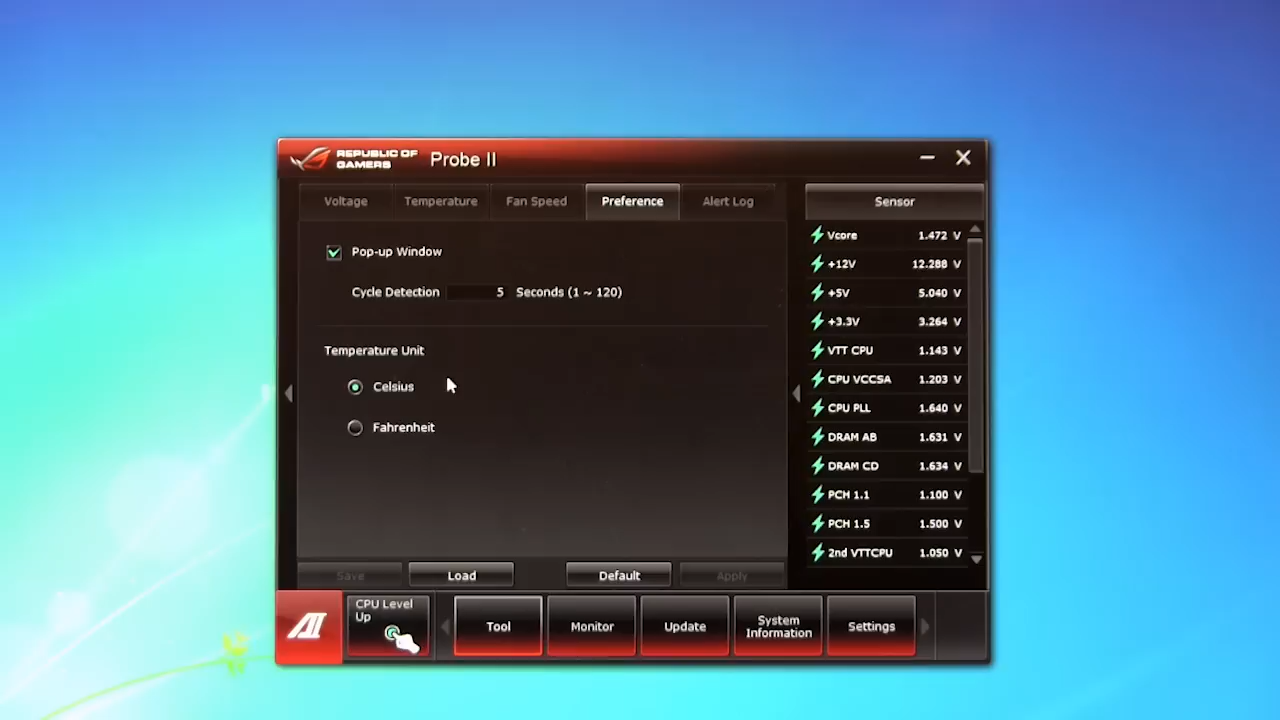 REPUBLIC OF
GAMERS
Probe II
Voltage
Temperature
Fan Speed
Preference
Alert Log
Sensor
Pop-up Window
Cycle Detection 5 Seconds (1 ~ 120)
Temperature Unit
Celsius
Fahrenheit
Vcore 1.472 V
+12V 12.288 V
+5V 5.040 V
+3.3V 3.264 V
VTT CPU 1.143 V
CPU VCCSA 1.203 V
CPU PLL 1.640 V
DRAM AB 1.631 V
DRAM CD 1.634 V
PCH 1.1 1.100 V
PCH 1.5 1.500 V
2nd VTTCPU 1.050 V
Save
Load
Default
Apply
AI
CPU Level
Up
Tool
Monitor
Update
System
Information
Settings